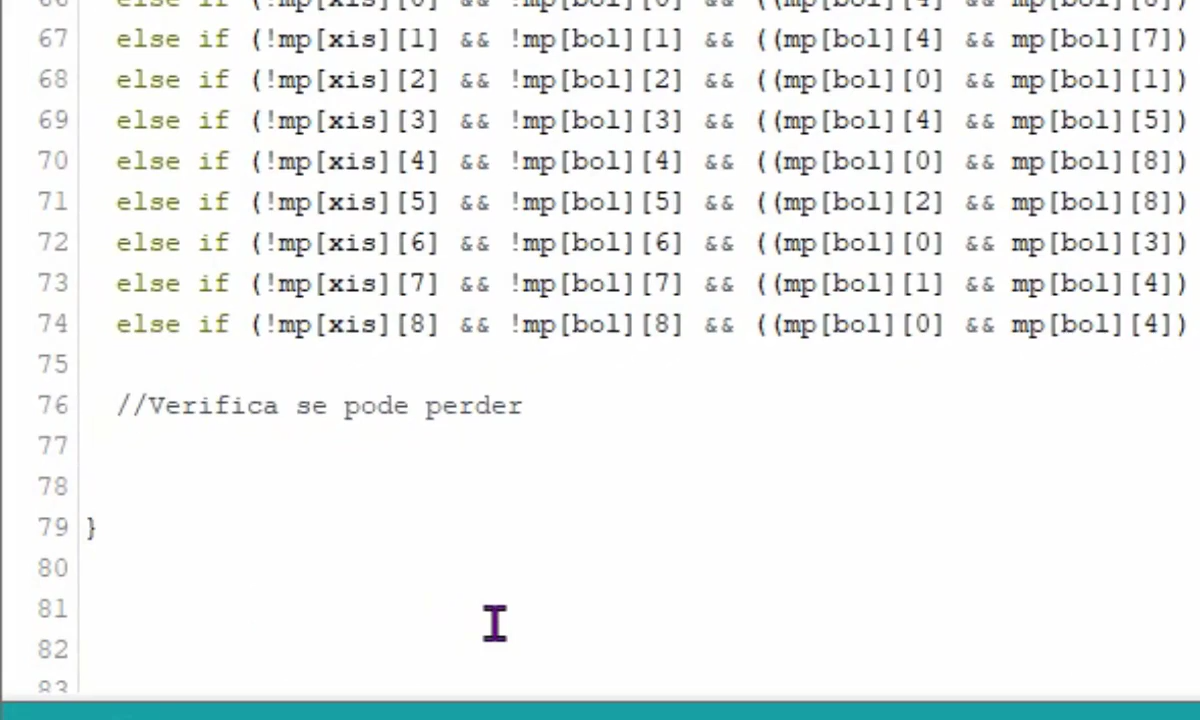 67 else if (!mp[xis][1] && !mp[bol][1] && ((mp[bol][4] && mp[bol][7])
68 else if (!mp[xis][2] && !mp[bol][2] && ((mp[bol][0] && mp[bol][1])
69 else if (!mp[xis][3] && !mp[bol][3] && ((mp[bol][4] && mp[bol][5])
70 else if (!mp[xis][4] && !mp[bol][4] && ((mp[bol][0] && mp[bol][8])
71 else if (!mp[xis][5] && !mp[bol][5] && ((mp[bol][2] && mp[bol][8])
72 else if (!mp[xis][6] && !mp[bol][6] && ((mp[bol][0] && mp[bol][3])
73 else if (!mp[xis][7] && !mp[bol][7] && ((mp[bol][1] && mp[bol][4])
74 else if (!mp[xis][8] && !mp[bol][8] && ((mp[bol][0] && mp[bol][4])
75
76 //Verifica se pode perder
77
78
79 }
80
81
82
83